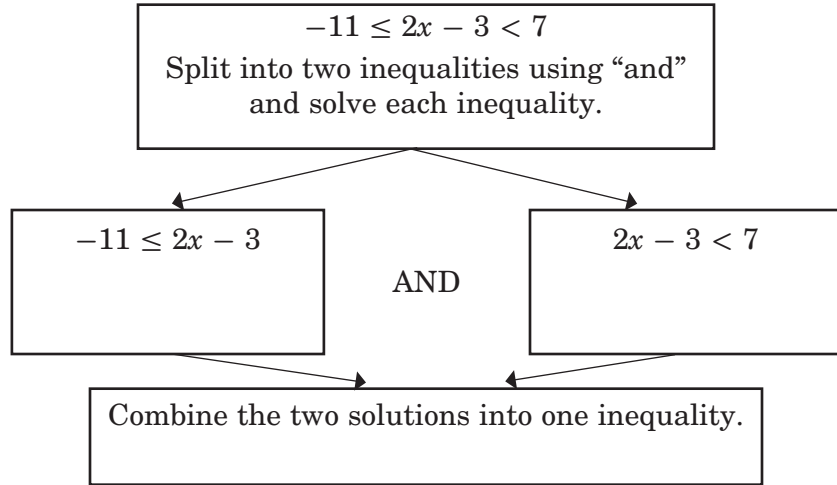 −11 ≤ 2x − 3 < 7
Split into two inequalities using “and”
and solve each inequality.
−11 ≤ 2x − 3
AND
2x − 3 < 7
Combine the two solutions into one inequality.